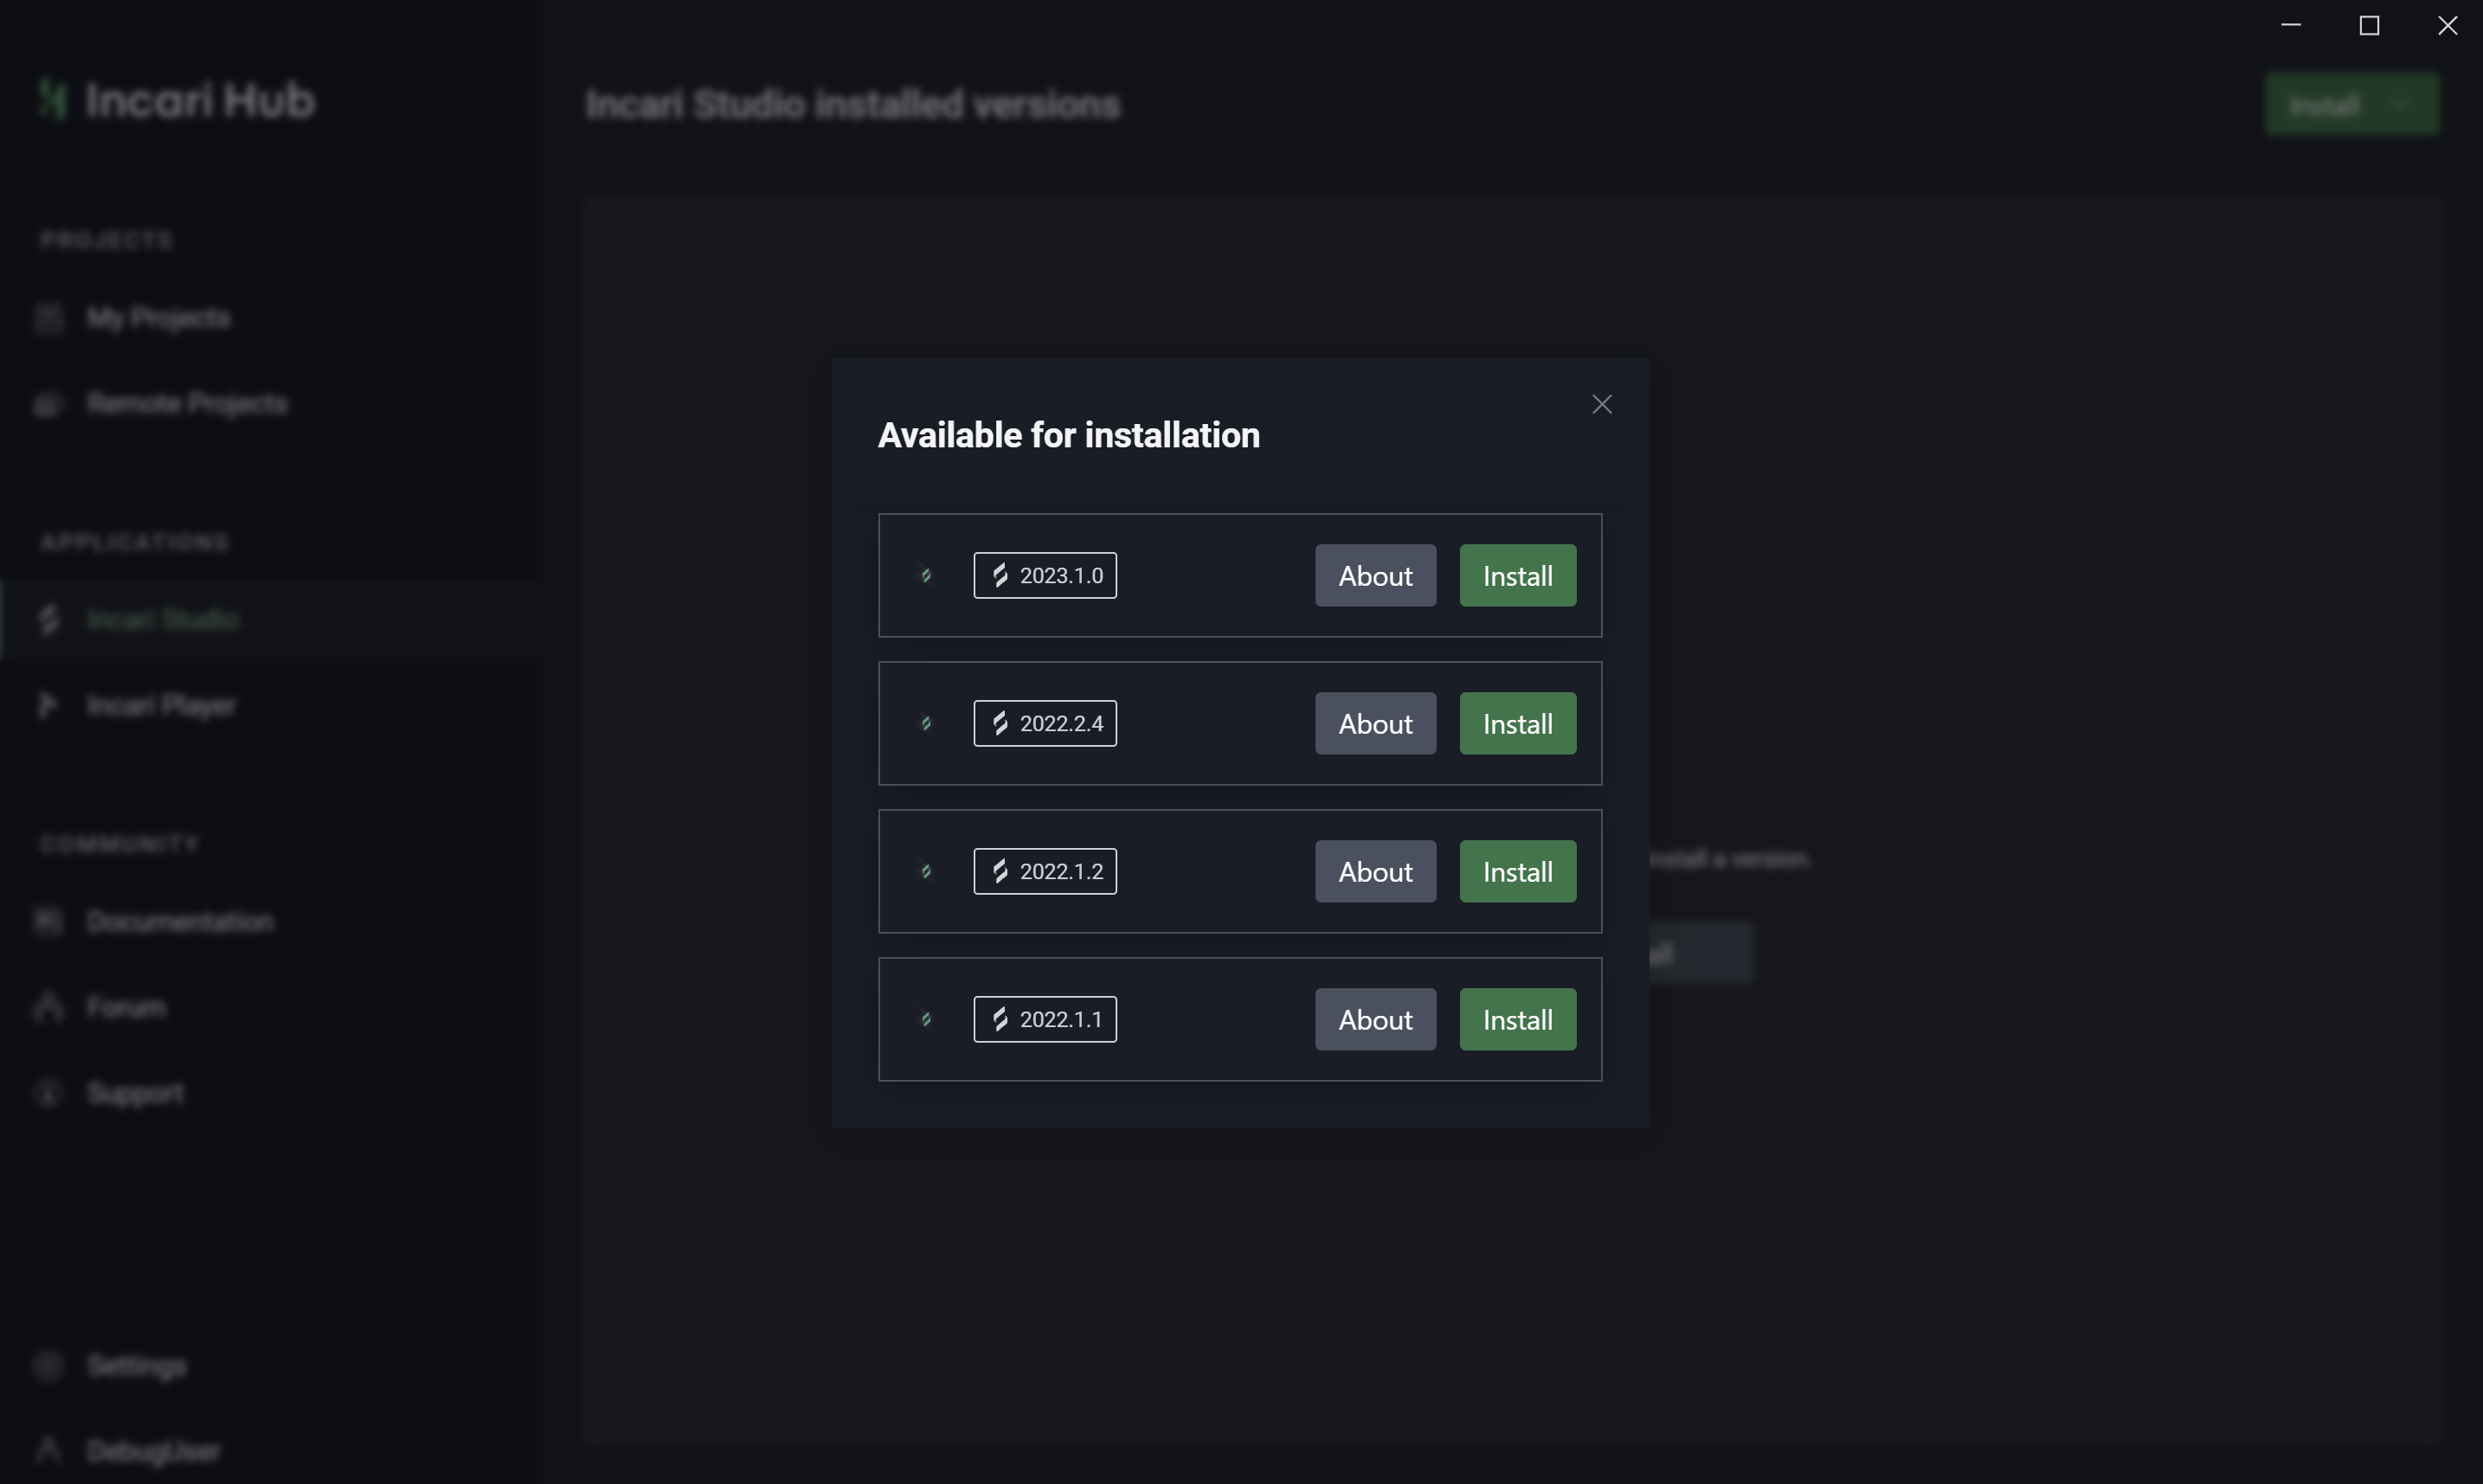 Incari Hub
Incari Studio installed versions
Install
PROJECTS
My Projects
Remote Projects
APPLICATIONS
Incari Studio
Incari Player
COMMUNITY
Documentation
Forum
Support
Settings
DebugUser
Available for installation
2023.1.0 About Install
2022.2.4 About Install
2022.1.2 About Install
2022.1.1 About Install
install a version.